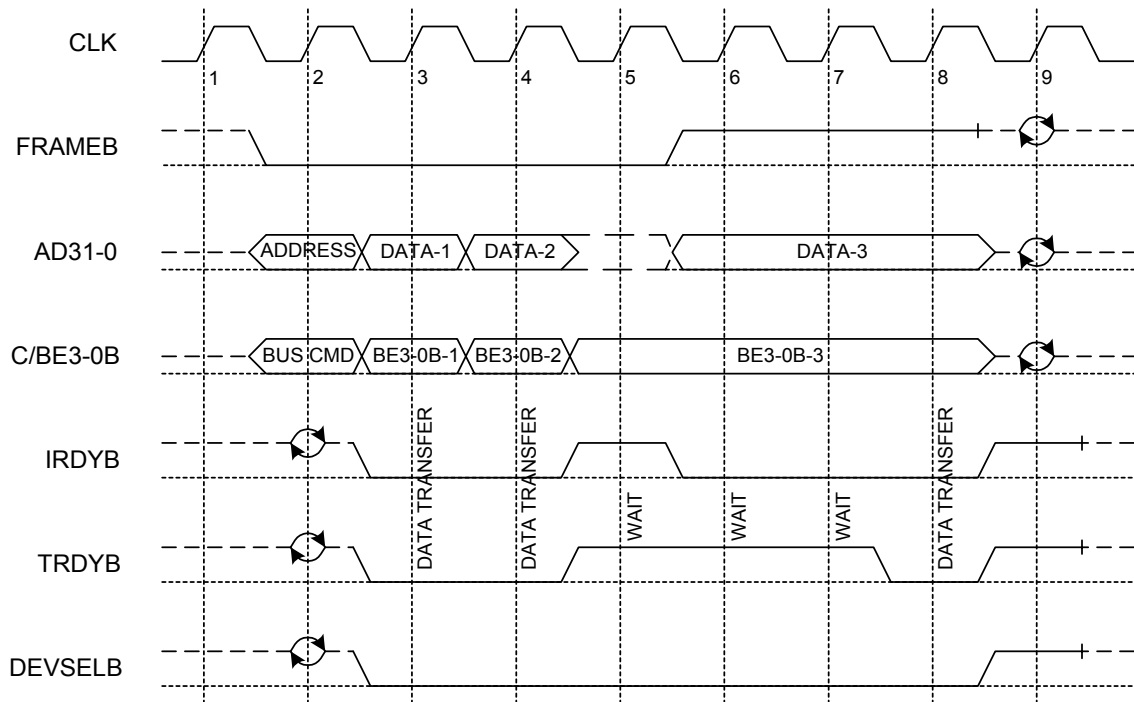 CLK
1 2 3 4 5 6 7 8 9
FRAMEB
AD31-0
ADDRESS DATA-1 DATA-2 DATA-3
C/BE3-0B
BUS CMD BE3-0B-1 BE3-0B-2 BE3-0B-3
IRDYB
DATA TRANSFER
DATA TRANSFER
WAIT
WAIT
WAIT
DATA TRANSFER
TRDYB
DEVSELB